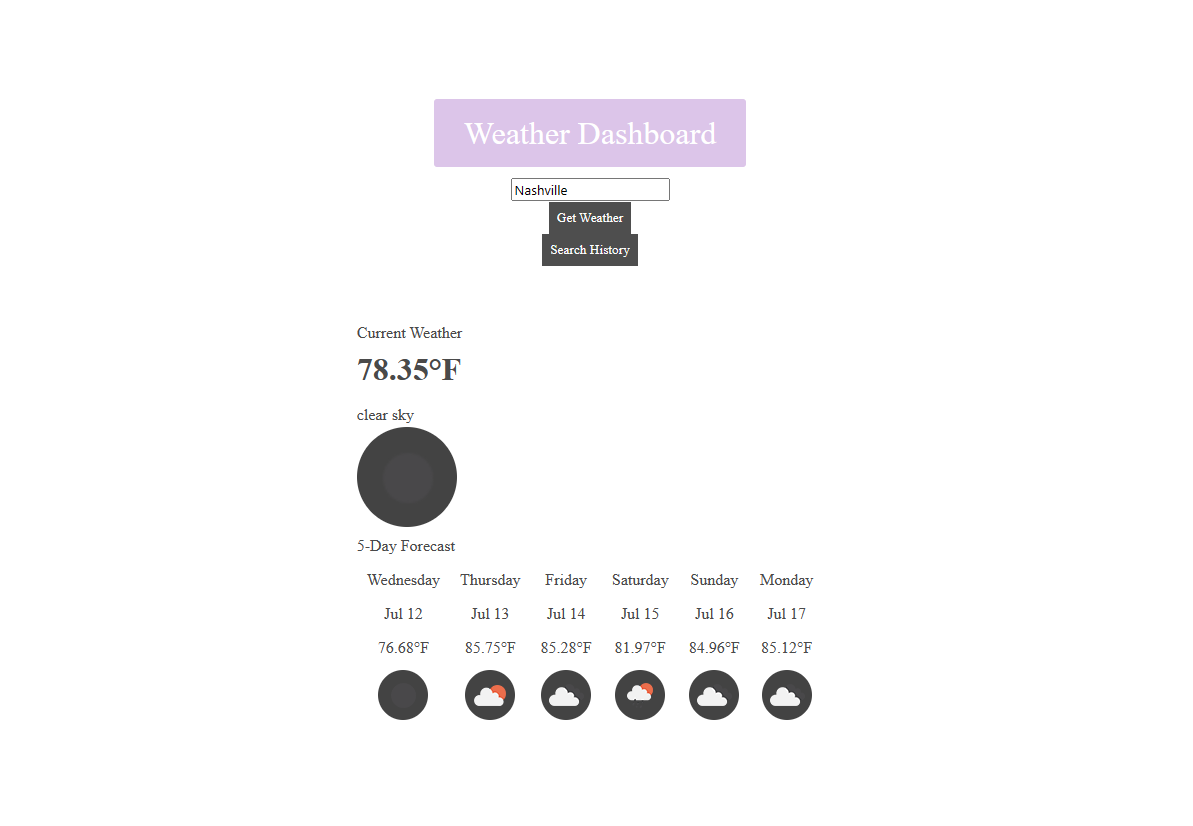 Weather Dashboard
Nashville
Get Weather
Search History
Current Weather
78.35°F
clear sky
5-Day Forecast
Wednesday Thursday Friday Saturday Sunday Monday
Jul 12 Jul 13 Jul 14 Jul 15 Jul 16 Jul 17
76.68°F 85.75°F 85.28°F 81.97°F 84.96°F 85.12°F